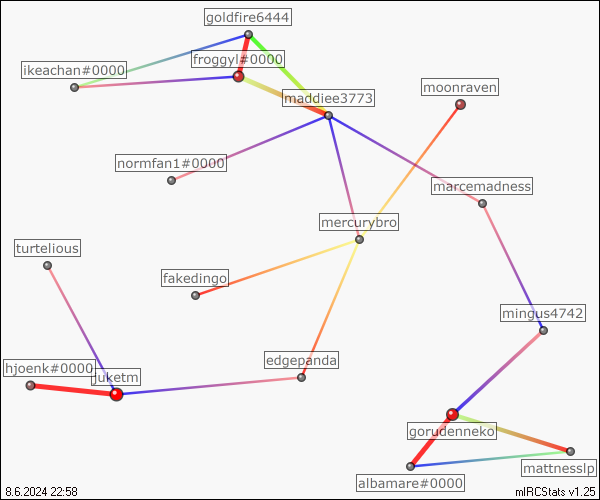 goldfire6444
froggyl#0000
ikeachan#0000
maddiee3773
moonraven
normfan1#0000
marcemadness
mercurybro
turtelious
fakedingo
mingus4742
edgepanda
hjoenk#0000
juketm
gorudenneko
mattnesslp
albamare#0000
8.6.2024 22:58
mIRCStats v1.25